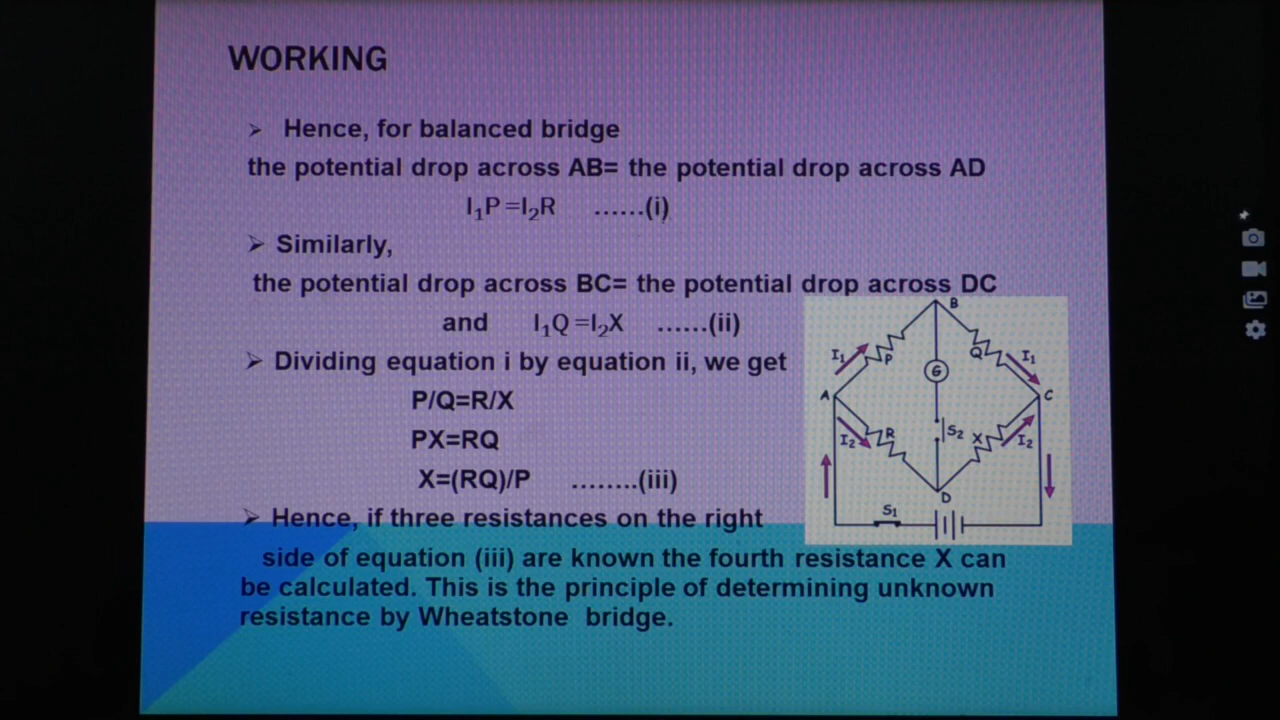 WORKING
➢ Hence, for balanced bridge
the potential drop across AB= the potential drop across AD
I₁P=I₂R ......(i)
➢ Similarly,
the potential drop across BC= the potential drop across DC
and I₁Q=I₂X ......(ii)
➢ Dividing equation i by equation ii, we get
P/Q=R/X
PX=RQ
X=(RQ)/P ........(iii)
➢ Hence, if three resistances on the right
side of equation (iii) are known the fourth resistance X can
be calculated. This is the principle of determining unknown
resistance by Wheatstone bridge.
B
I₁ P Q I₁
G
A C
I₂ R S₂ X I₂
D
S₁